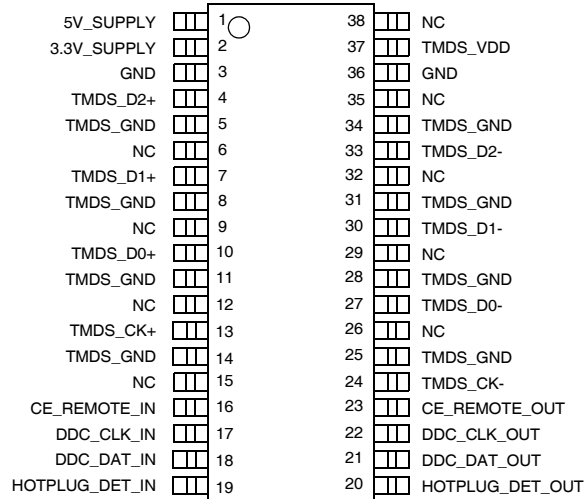 5V_SUPPLY 1 38 NC
3.3V_SUPPLY 2 37 TMDS_VDD
GND 3 36 GND
TMDS_D2+ 4 35 NC
TMDS_GND 5 34 TMDS_GND
NC 6 33 TMDS_D2-
TMDS_D1+ 7 32 NC
TMDS_GND 8 31 TMDS_GND
NC 9 30 TMDS_D1-
TMDS_D0+ 10 29 NC
TMDS_GND 11 28 TMDS_GND
NC 12 27 TMDS_D0-
TMDS_CK+ 13 26 NC
TMDS_GND 14 25 TMDS_GND
NC 15 24 TMDS_CK-
CE_REMOTE_IN 16 23 CE_REMOTE_OUT
DDC_CLK_IN 17 22 DDC_CLK_OUT
DDC_DAT_IN 18 21 DDC_DAT_OUT
HOTPLUG_DET_IN 19 20 HOTPLUG_DET_OUT